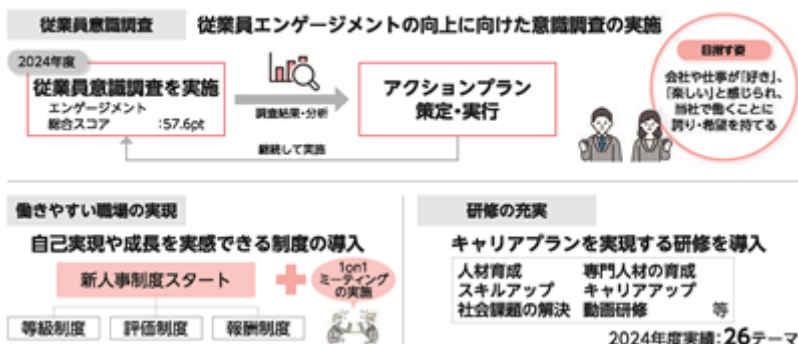 従業員意識調査
従業員エンゲージメントの向上に向けた意識調査の実施
2024年度
従業員意識調査を実施
エンゲージメント
総合スコア :57.6pt
調査結果・分析
アクションプラン
策定・実行
継続して実施
目指す姿
会社や仕事が「好き」、
「楽しい」と感じられ、
当社で働くことに
誇り・希望を持てる
働きやすい職場の実現
自己実現や成長を実感できる制度の導入
新人事制度スタート
1on1
ミーティング
の実施
等級制度 評価制度 報酬制度
研修の充実
キャリアプランを実現する研修を導入
人材育成 専門人材の育成
スキルアップ キャリアアップ
社会課題の解決 動画研修 等
2024年度実績:26テーマ